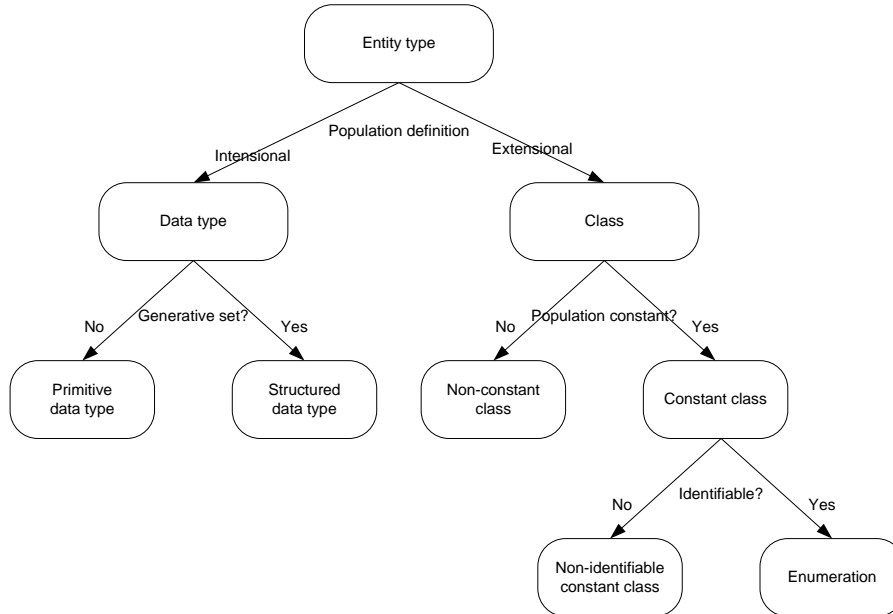 Entity type
Population definition
Intensional
Extensional
Data type
Class
Generative set?
Population constant?
No
Yes
No
Yes
Primitive
data type
Structured
data type
Non-constant
class
Constant class
Identifiable?
No
Yes
Non-identifiable
constant class
Enumeration